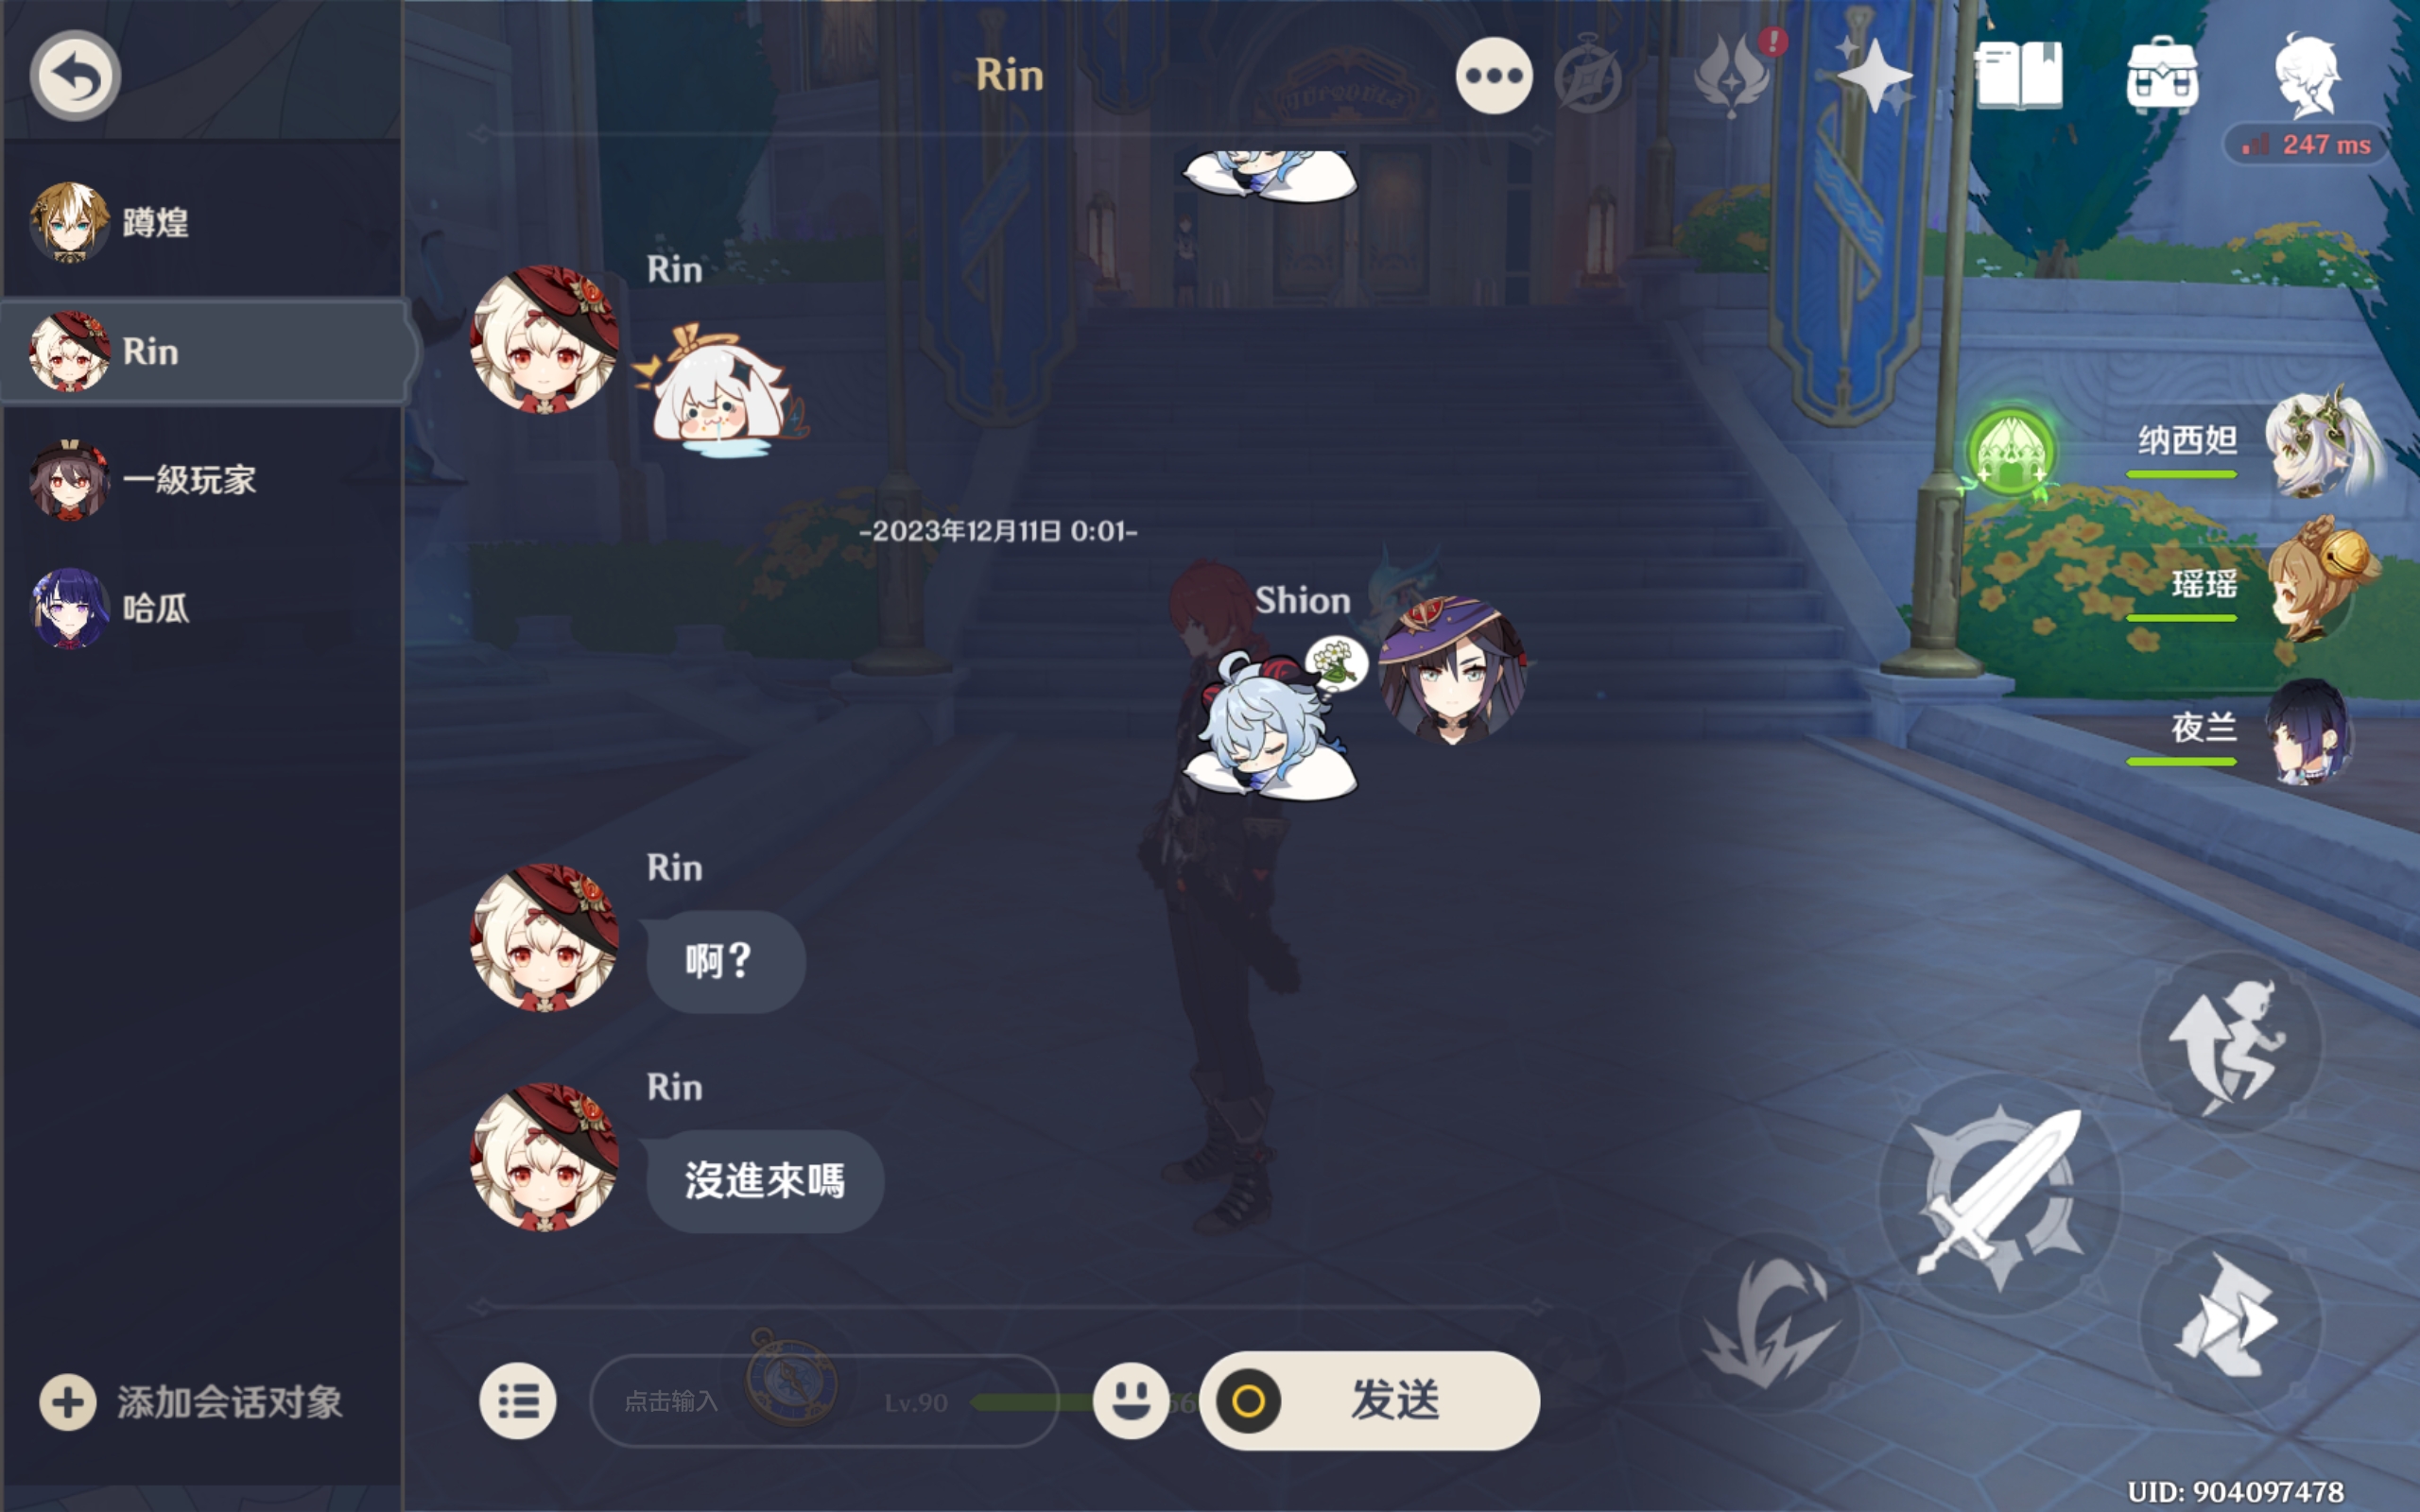 Rin
247 ms
蹲煌
Rin
一級玩家
哈瓜
Rin
-2023年12月11日 0:01-
Shion
Rin
啊?
Rin
沒進來嗎
纳西妲
瑶瑶
夜兰
添加会话对象
点击输入
Lv.90
发送
UID: 904097478